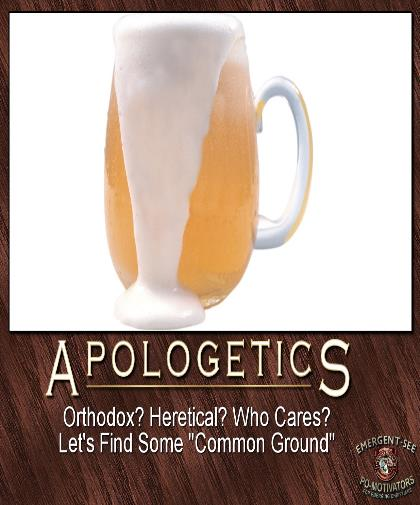 APOLOGETICS
Orthodox? Heretical? Who Cares?
Let's Find Some "Common Ground"
EMERGENT-SEE
PO-MOTIVATORS